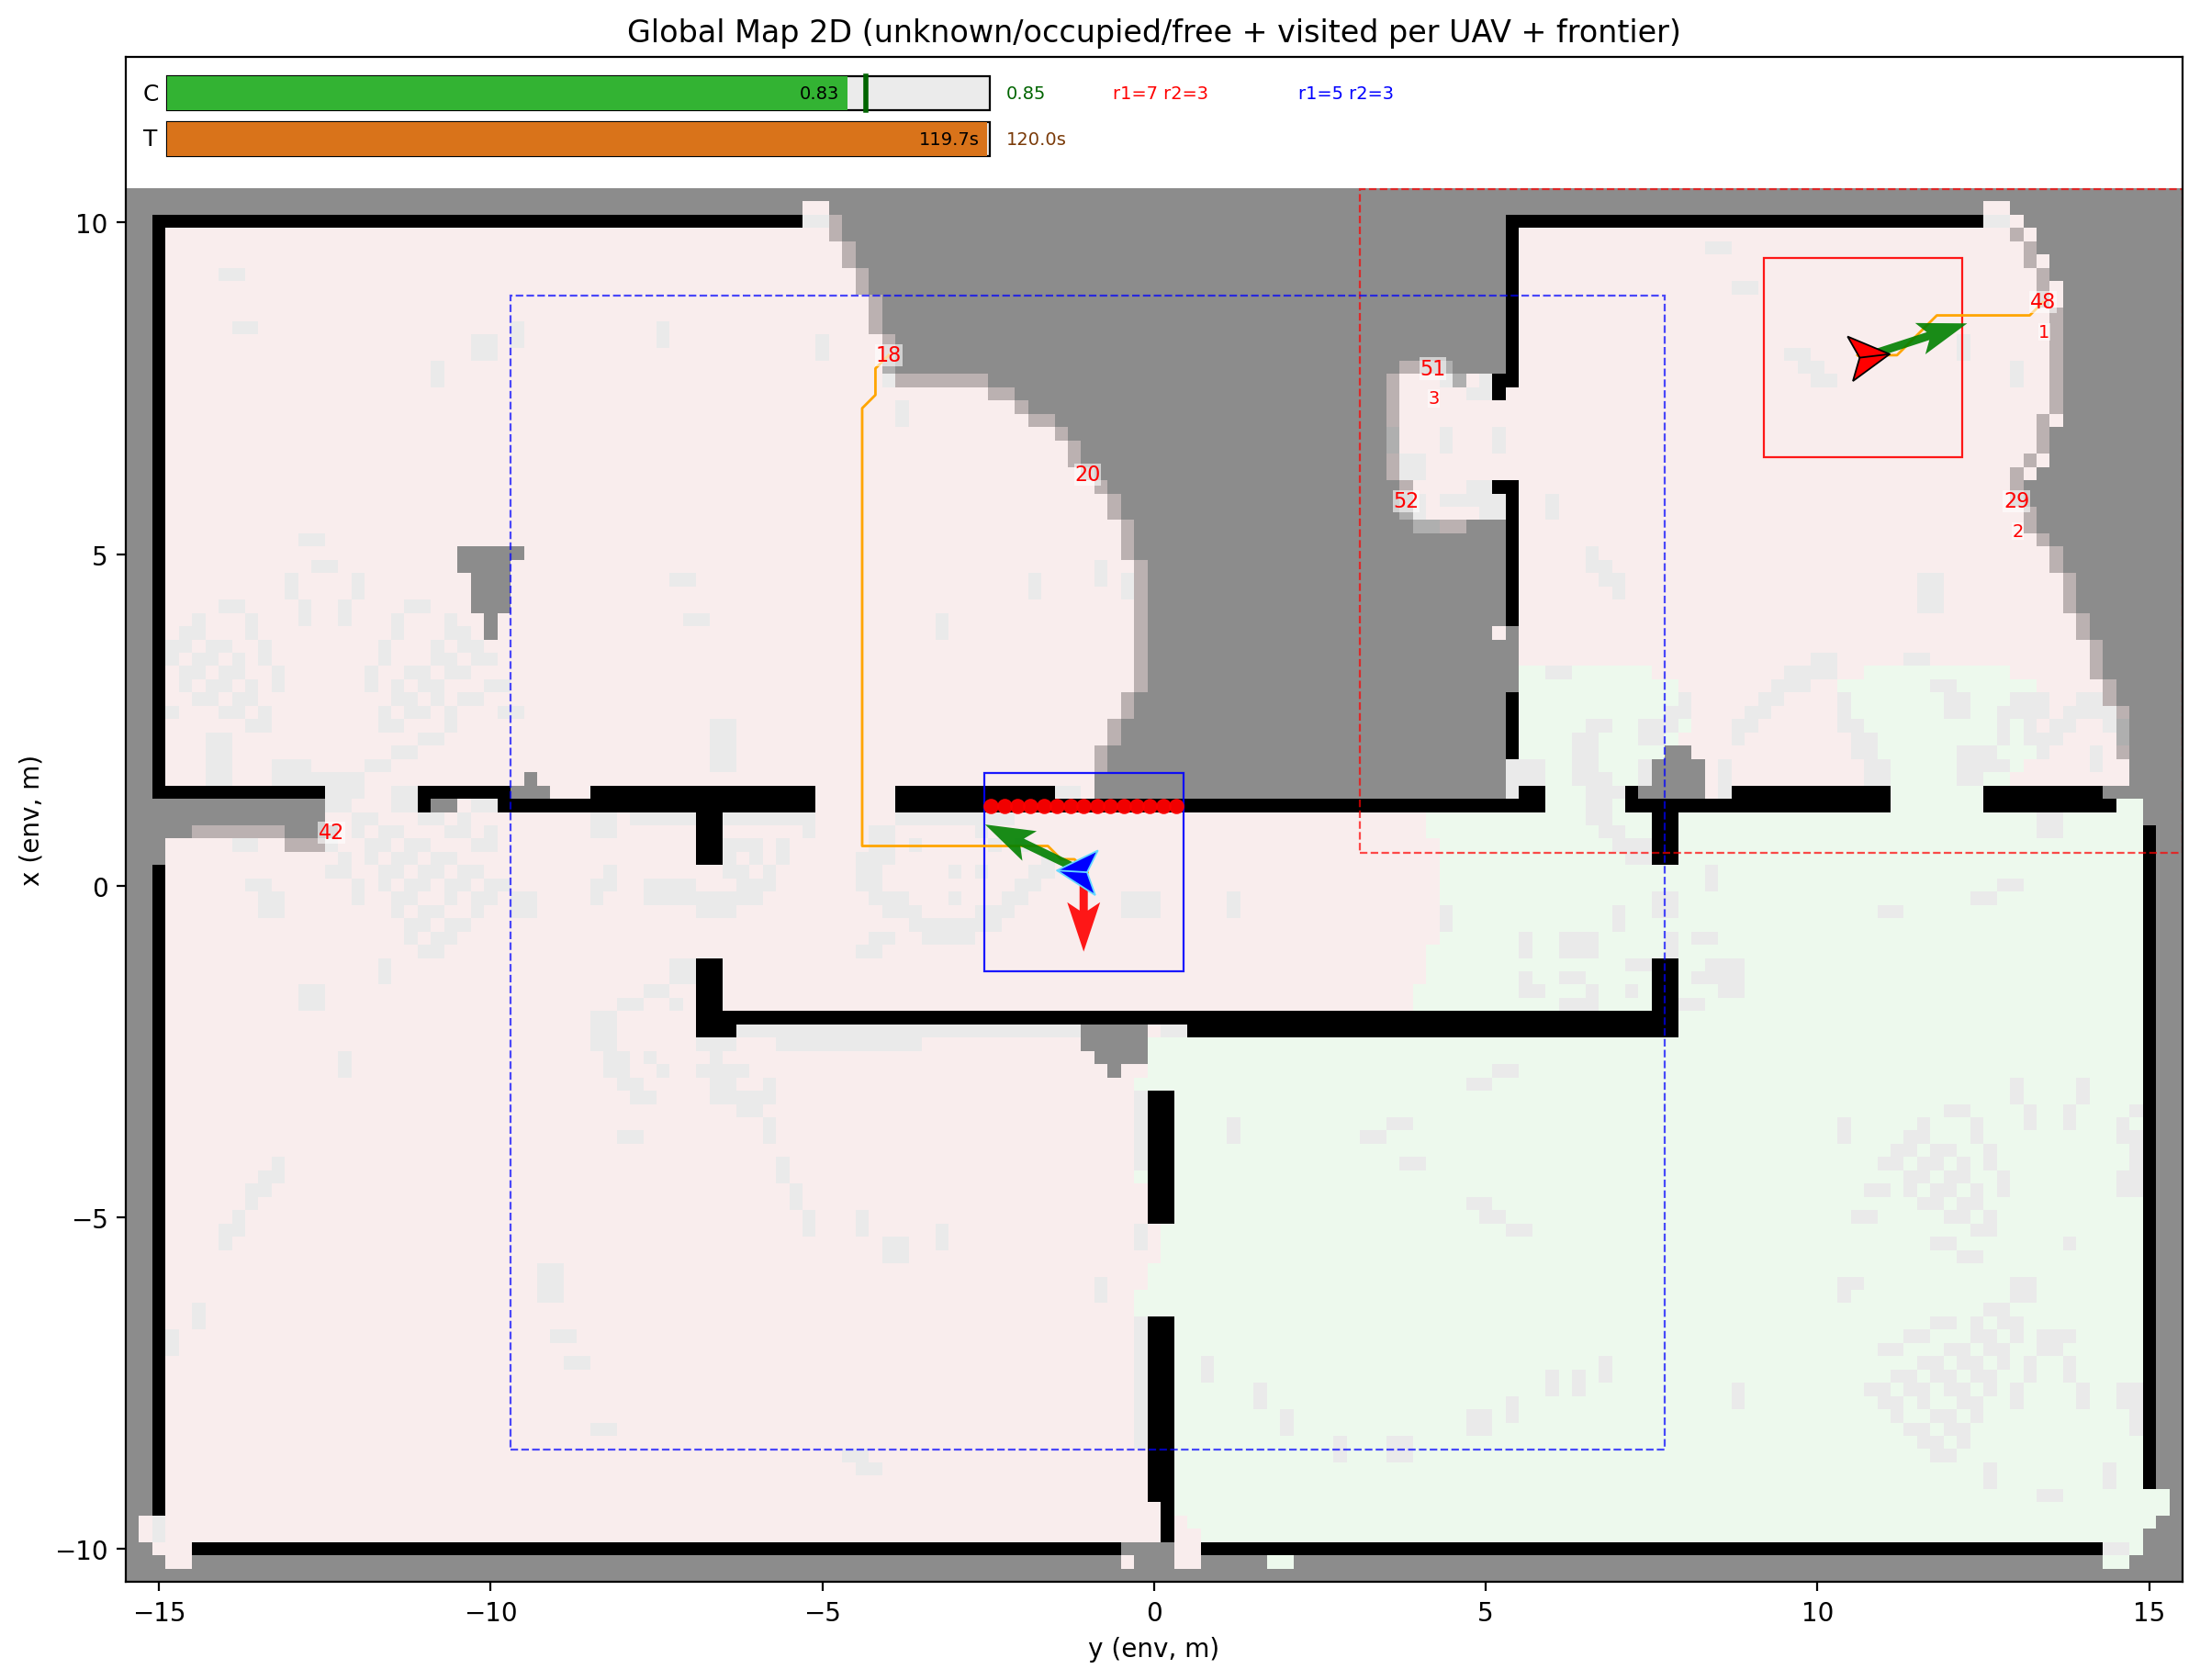 Global Map 2D (unknown/occupied/free + visited per UAV + frontier)
C 0.83 0.85 r1=7 r2=3 r1=5 r2=3
T 119.7s 120.0s
10
5
0
−5
−10
x (env, m)
48
1
18
51
3
20
52
29
2
42
−15 −10 −5 0 5 10 15
y (env, m)